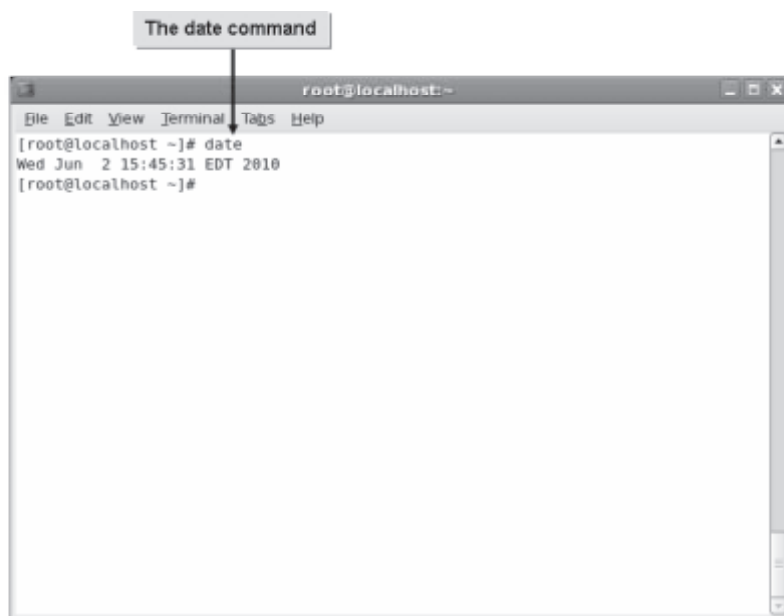 The date command
root@localhost:~
File Edit View Terminal Tabs Help
[root@localhost ~]# date
Wed Jun  2 15:45:31 EDT 2010
[root@localhost ~]#